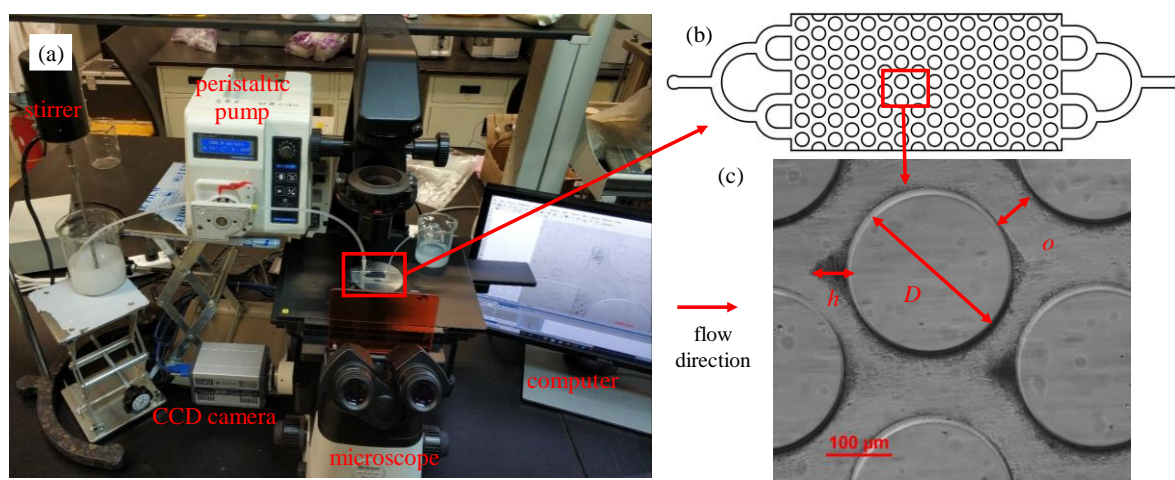 (a)
stirrer
peristaltic
pump
CCD camera
microscope
computer
(b)
(c)
h
D
o
flow
direction
100 μm